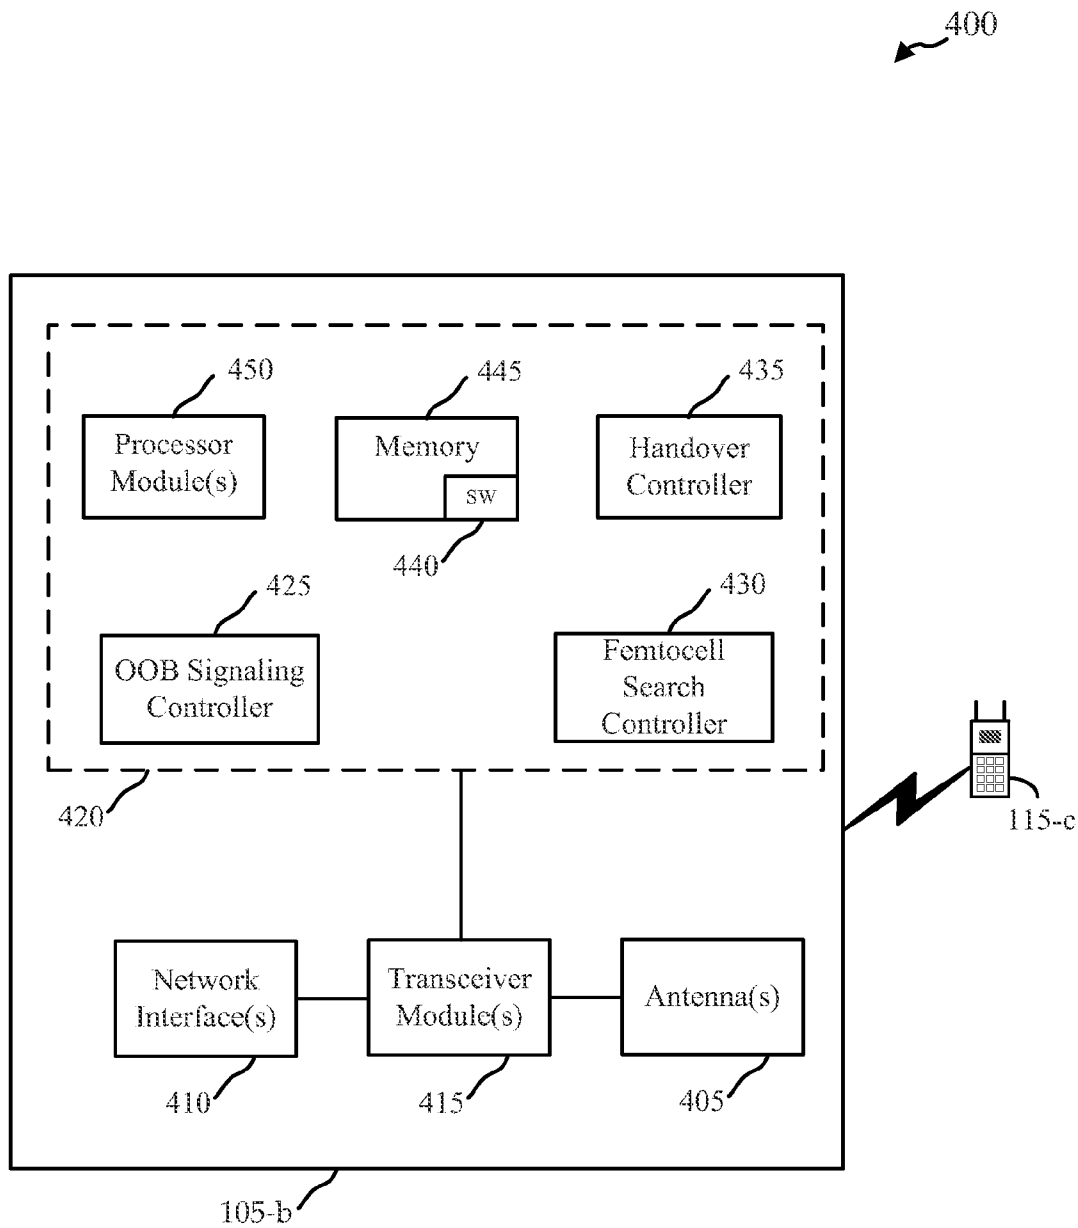 400
450
445
435
Processor
Module(s)
Memory
SW
Handover
Controller
440
425
430
OOB Signaling
Controller
Femtocell
Search
Controller
420
115-c
Network
Interface(s)
Transceiver
Module(s)
Antenna(s)
410
415
405
105-b